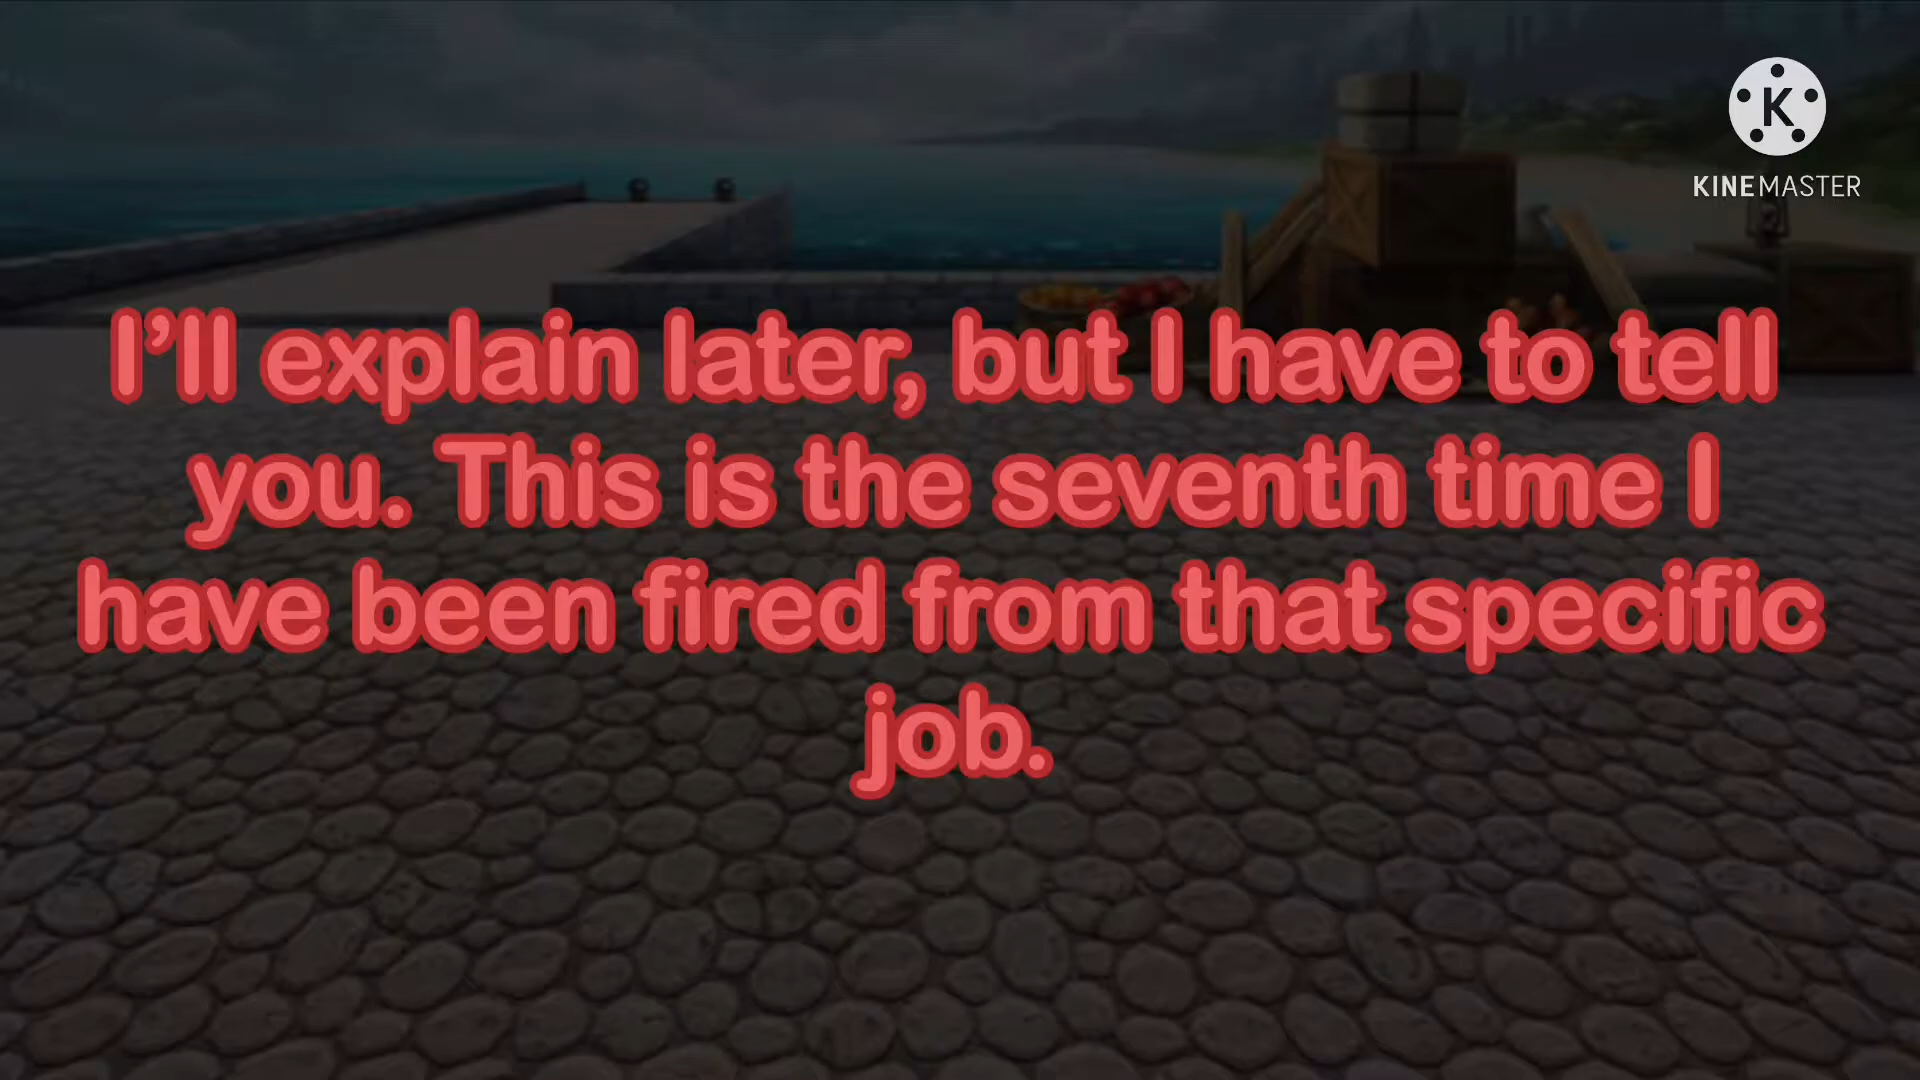 K
KINEMASTER
I’ll explain later, but I have to tell
you. This is the seventh time I
have been fired from that specific
job.